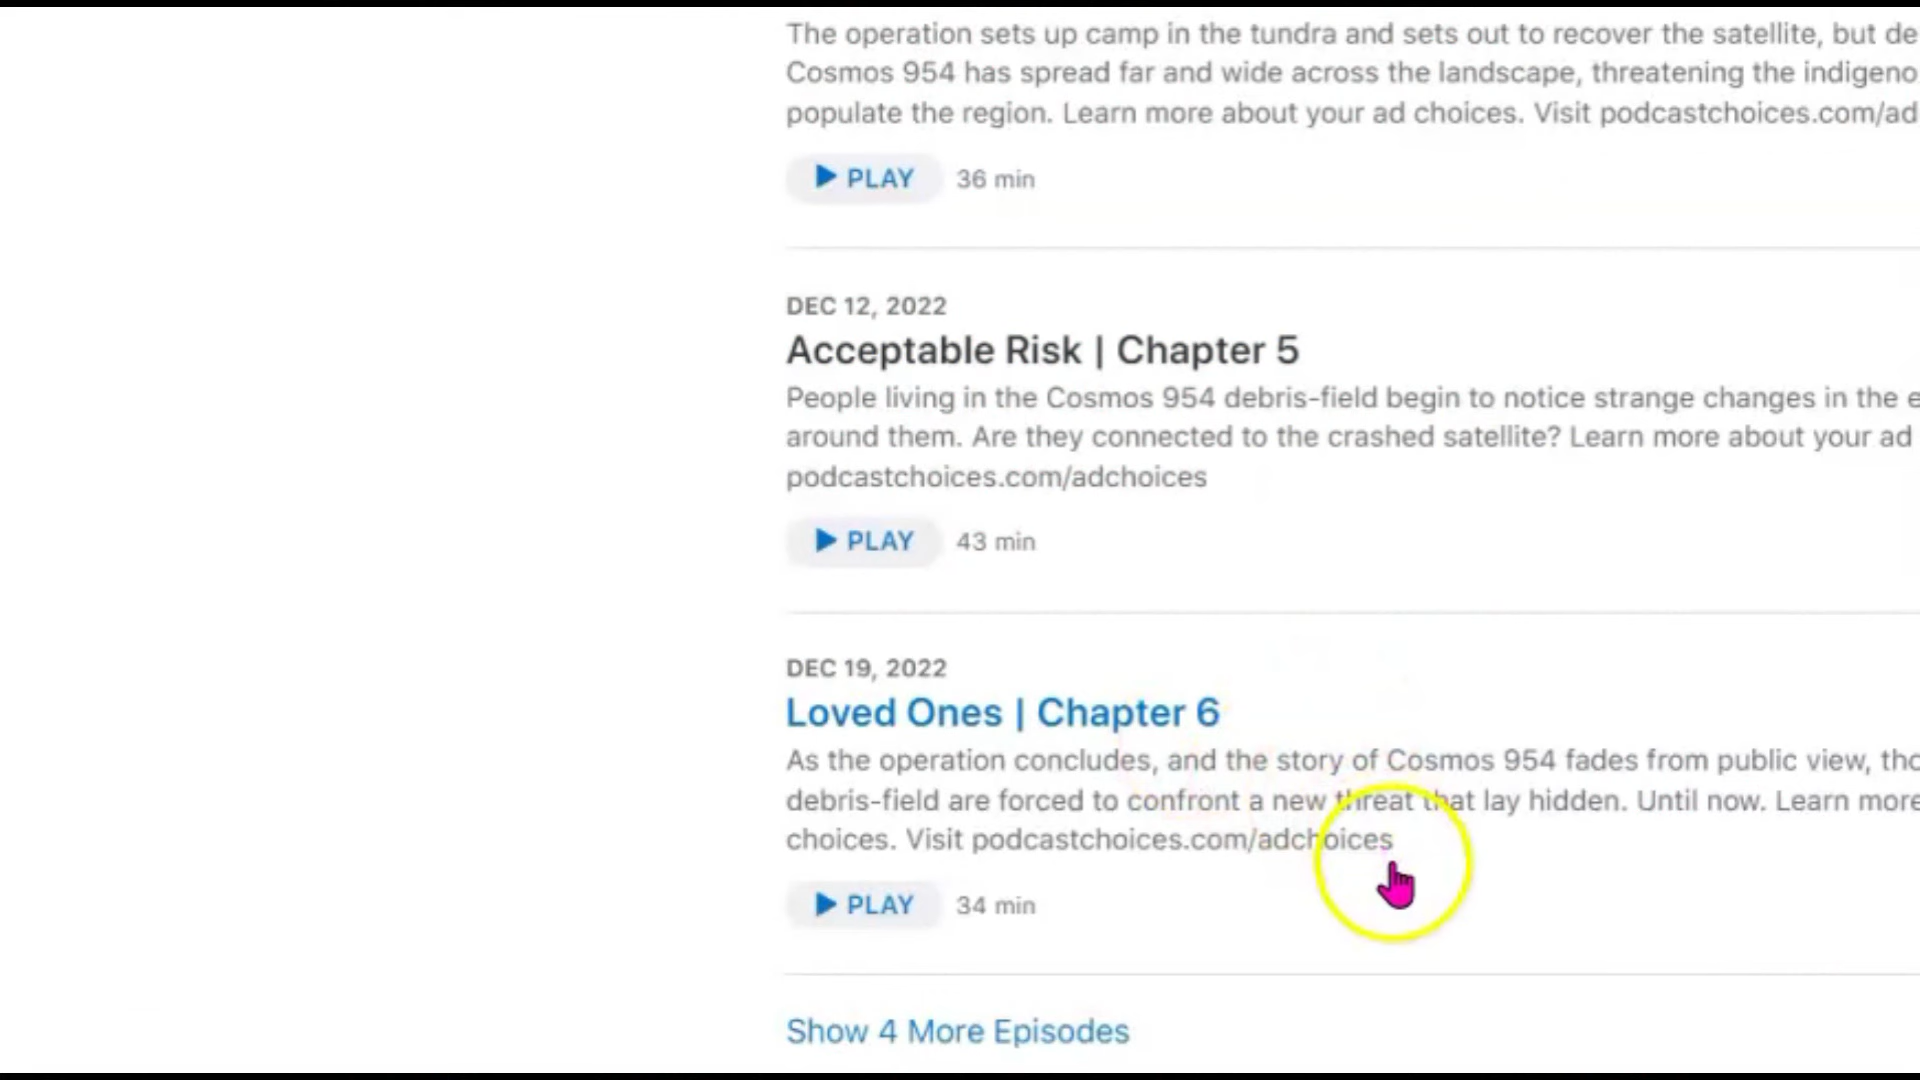 The operation sets up camp in the tundra and sets out to recover the satellite, but de
Cosmos 954 has spread far and wide across the landscape, threatening the indigeno
populate the region. Learn more about your ad choices. Visit podcastchoices.com/ad
PLAY 36 min
DEC 12, 2022
Acceptable Risk | Chapter 5
People living in the Cosmos 954 debris-field begin to notice strange changes in the e
around them. Are they connected to the crashed satellite? Learn more about your ad
podcastchoices.com/adchoices
PLAY 43 min
DEC 19, 2022
Loved Ones | Chapter 6
As the operation concludes, and the story of Cosmos 954 fades from public view, tho
debris-field are forced to confront a new threat that lay hidden. Until now. Learn more
choices. Visit podcastchoices.com/adchoices
PLAY 34 min
Show 4 More Episodes